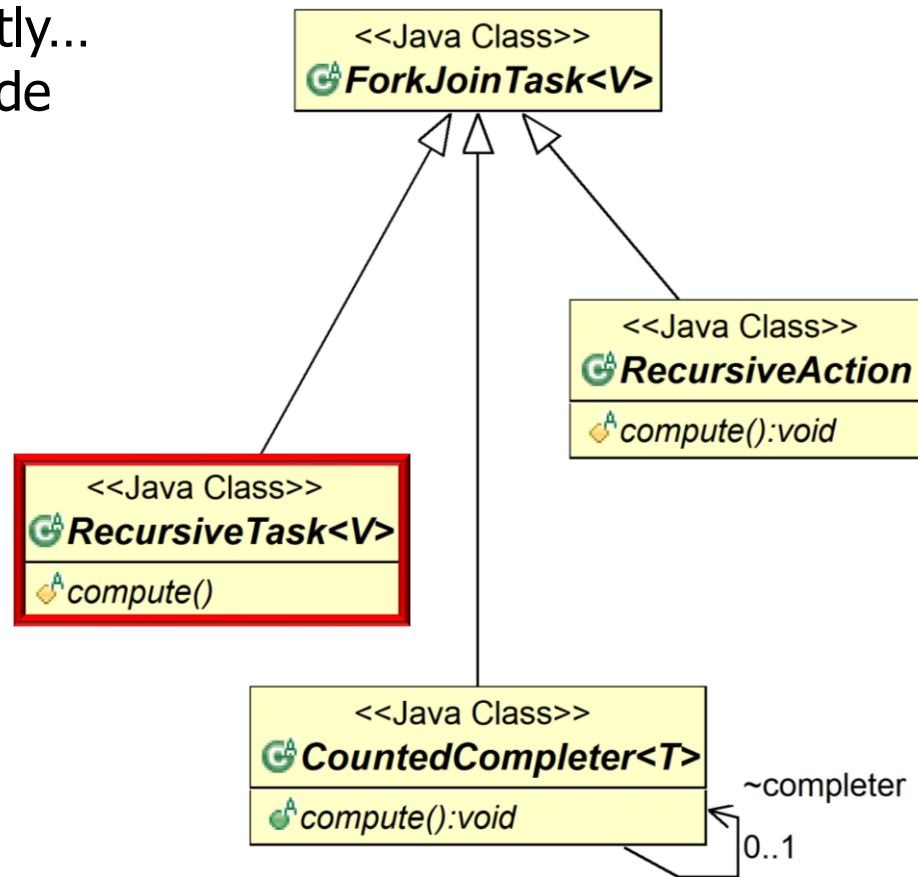 tly...
de
<<Java Class>>
ForkJoinTask<V>
<<Java Class>>
RecursiveAction
compute():void
<<Java Class>>
RecursiveTask<V>
compute()
<<Java Class>>
CountedCompleter<T>
compute():void
~completer
0..1